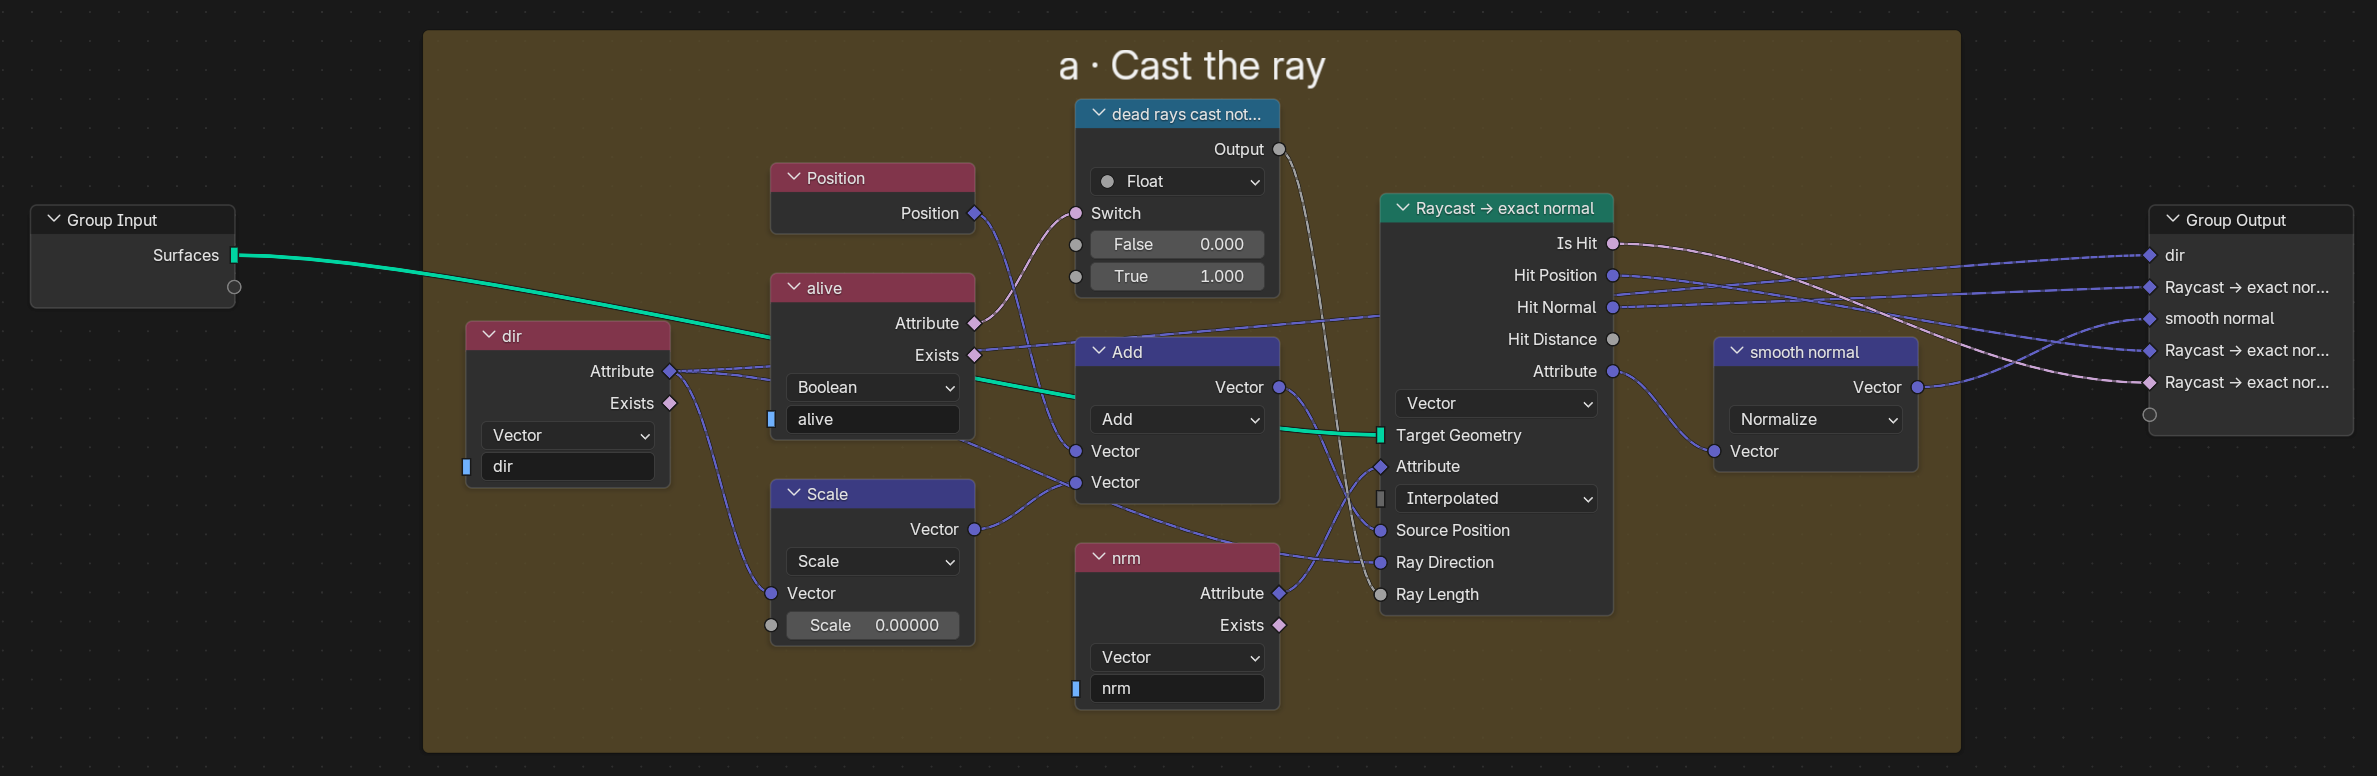 a · Cast the ray
Group Input
Surfaces
dir
Attribute
Exists
Vector
dir
Position
Position
alive
Attribute
Exists
Boolean
alive
Scale
Vector
Scale
Vector
Scale 0.00000
dead rays cast not...
Output
Float
Switch
False 0.000
True 1.000
Add
Vector
Add
Vector
Vector
nrm
Attribute
Exists
Vector
nrm
Raycast → exact normal
Is Hit
Hit Position
Hit Normal
Hit Distance
Attribute
Vector
Target Geometry
Attribute
Interpolated
Source Position
Ray Direction
Ray Length
smooth normal
Vector
Normalize
Vector
Group Output
dir
Raycast → exact nor...
smooth normal
Raycast → exact nor...
Raycast → exact nor...